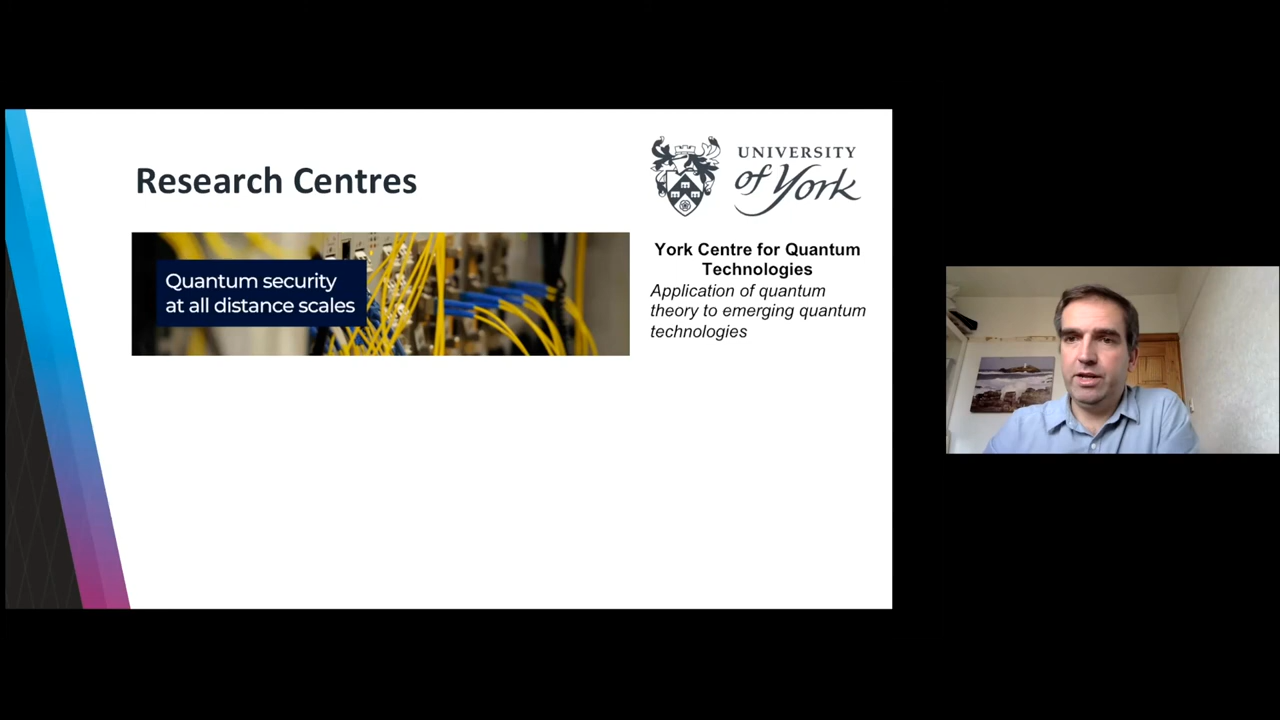 Research Centres
UNIVERSITY
of York
Quantum security
at all distance scales
York Centre for Quantum
Technologies
Application of quantum
theory to emerging quantum
technologies